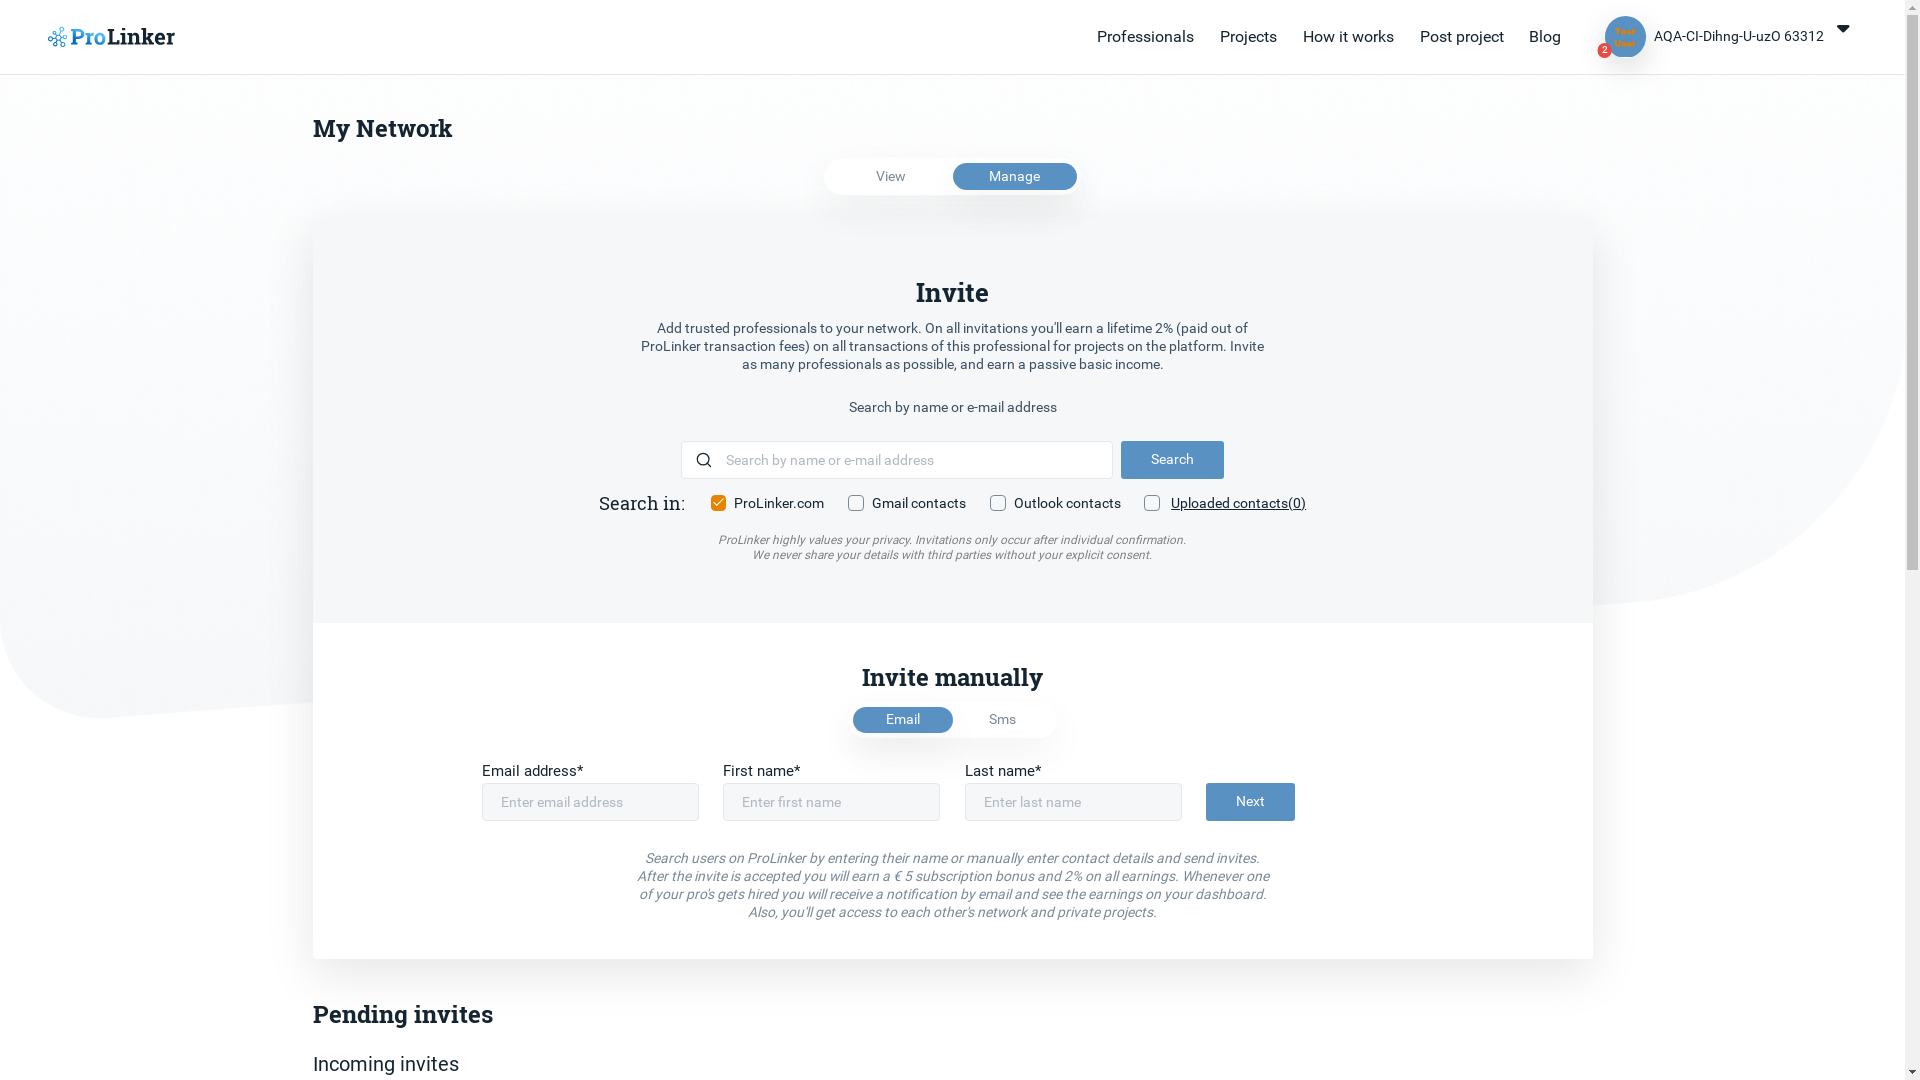 ProLinker
Professionals
Projects
How it works
Post project
Blog
2
AQA-CI-Dihng-U-uzO 63312
My Network
View
Manage
Invite
Add trusted professionals to your network. On all invitations you'll earn a lifetime 2% (paid out of
ProLinker transaction fees) on all transactions of this professional for projects on the platform. Invite
as many professionals as possible, and earn a passive basic income.
Search by name or e-mail address
Search by name or e-mail address
Search
Search in:
ProLinker.com
Gmail contacts
Outlook contacts
Uploaded contacts(0)
ProLinker highly values your privacy. Invitations only occur after individual confirmation.
We never share your details with third parties without your explicit consent.
Invite manually
Email
Sms
Email address*
First name*
Last name*
Enter email address
Enter first name
Enter last name
Next
Search users on ProLinker by entering their name or manually enter contact details and send invites.
After the invite is accepted you will earn a € 5 subscription bonus and 2% on all earnings. Whenever one
of your pro's gets hired you will receive a notification by email and see the earnings on your dashboard.
Also, you'll get access to each other's network and private projects.
Pending invites
Incoming invites